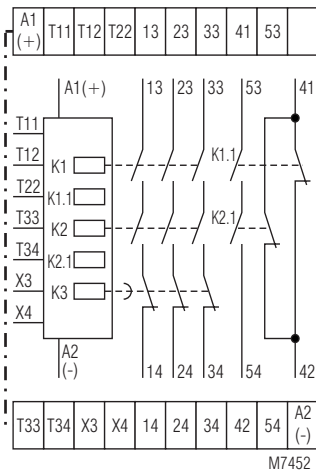 A1 (+) T11 T12 T22 13 23 33 41 53
A1(+) 13 23 33 53 41
T11
T12
K1 K1.1
T22
K1.1
T33
K2 K2.1
T34
K2.1
X3
K3
X4
A2 (-) 14 24 34 54 42
T33 T34 X3 X4 14 24 34 42 54 A2 (-)
M7452